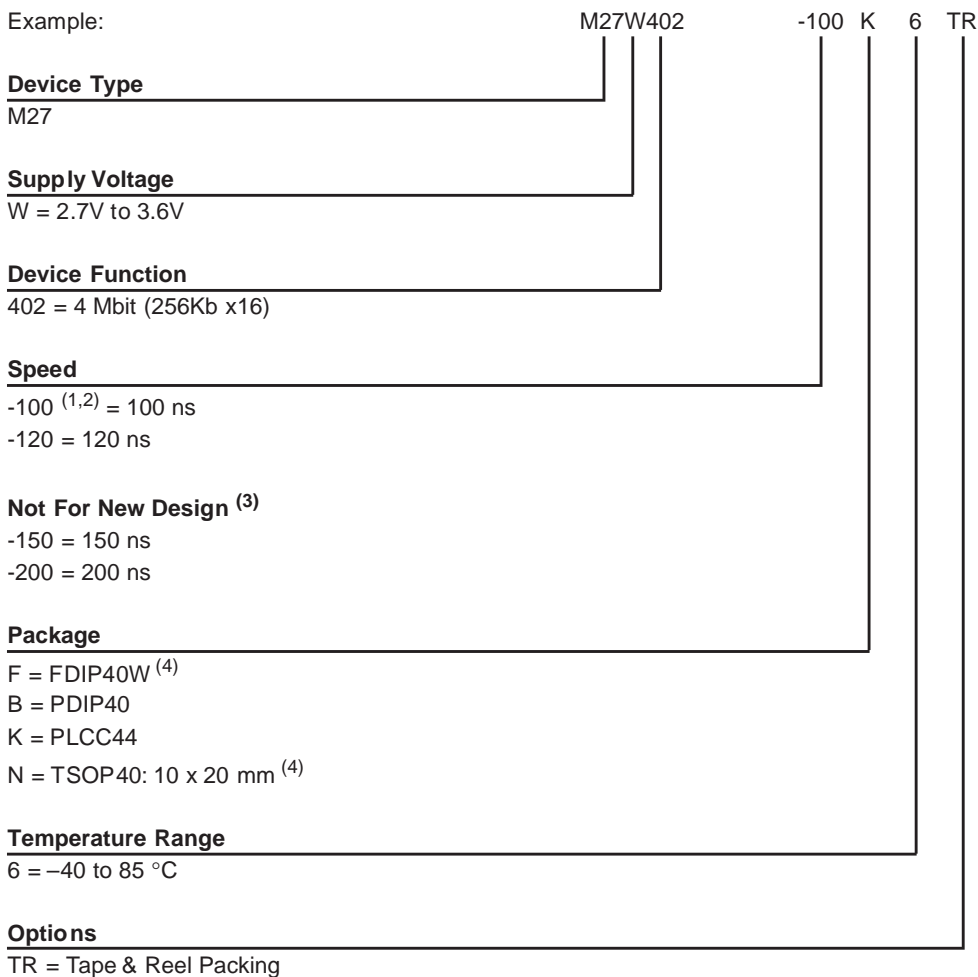 Example: M27W402 -100 K 6 TR
Device Type
M27
Supply Voltage
W = 2.7V to 3.6V
Device Function
402 = 4 Mbit (256Kb x16)
Speed
-100 (1,2) = 100 ns
-120 = 120 ns
Not For New Design (3)
-150 = 150 ns
-200 = 200 ns
Package
F = FDIP40W (4)
B = PDIP40
K = PLCC44
N = TSOP40: 10 x 20 mm (4)
Temperature Range
6 = –40 to 85 °C
Options
TR = Tape & Reel Packing